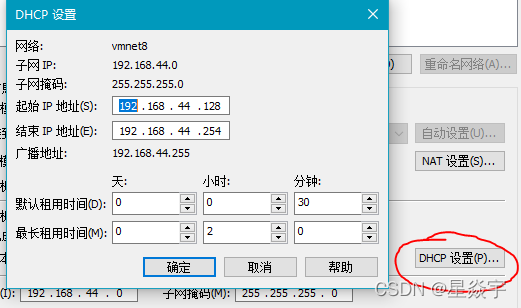 DHCP 设置
网络: vmnet8
子网 IP: 192.168.44.0
子网掩码: 255.255.255.0
起始 IP 地址(S): 192 .168 . 44 .128
结束 IP 地址(E): 192 .168 . 44 .254
广播地址: 192.168.44.255
天: 小时: 分钟:
默认租用时间(D): 0 0 30
最长租用时间(M): 0 2 0
确定 取消 帮助
重命名网络(A)...
自动设置(U)...
NAT 设置(S)...
DHCP 设置(P)...
(I): 192 .168 . 44 . 0 子网掩码(M): 255 .255 .255 . 0
CSDN @星焱宇